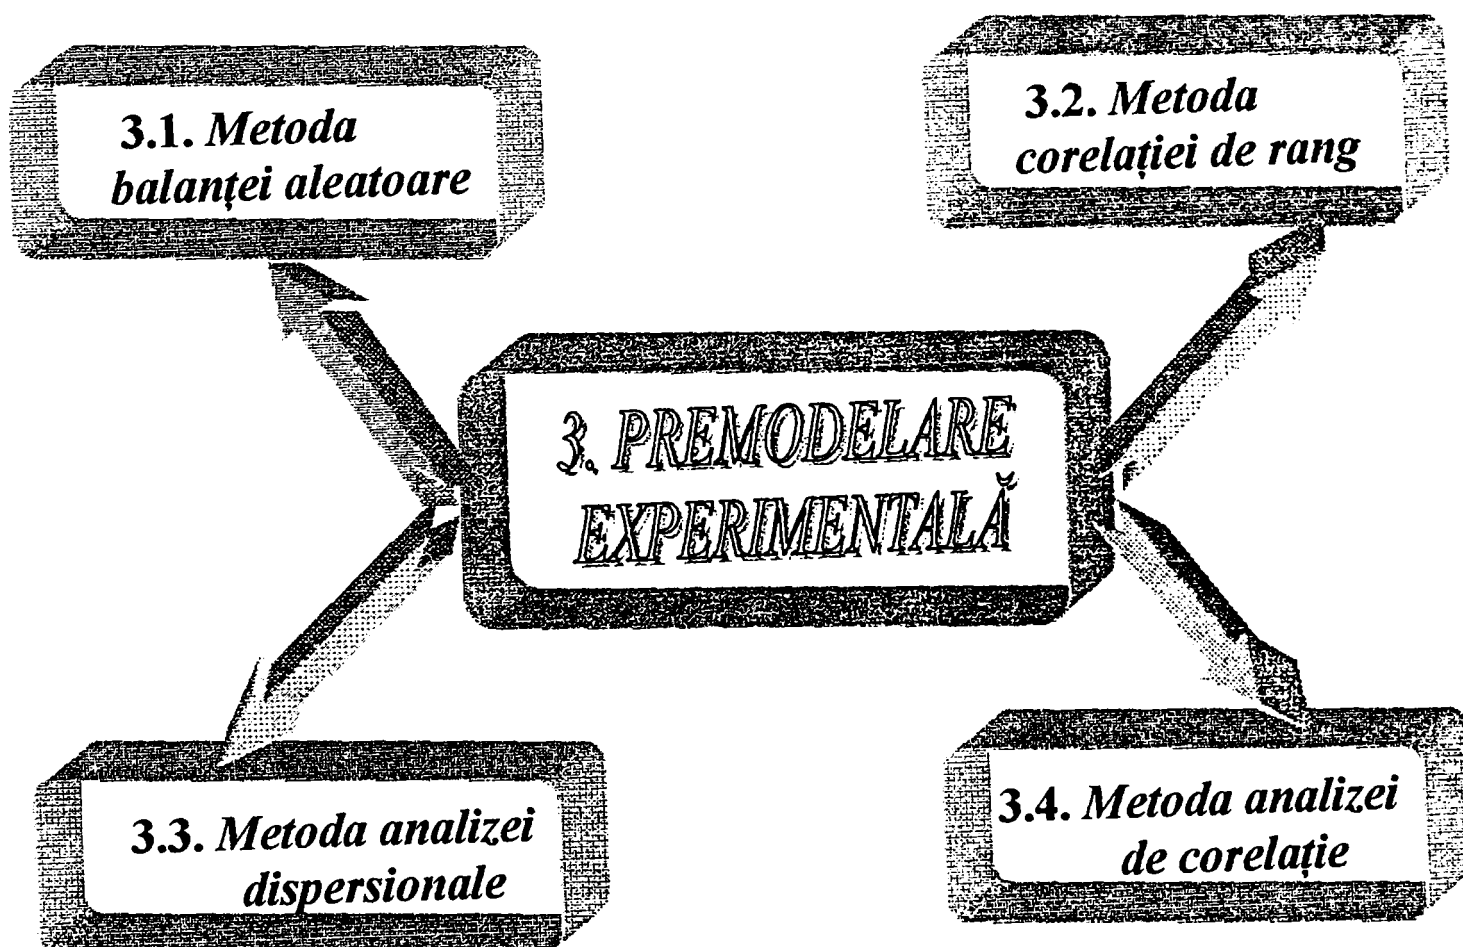 3.1. Metoda
balanței aleatoare
3.2. Metoda
corelației de rang
3. PREMODELARE
EXPERIMENTALĂ
3.3. Metoda analizei
dispersionale
3.4. Metoda analizei
de corelație